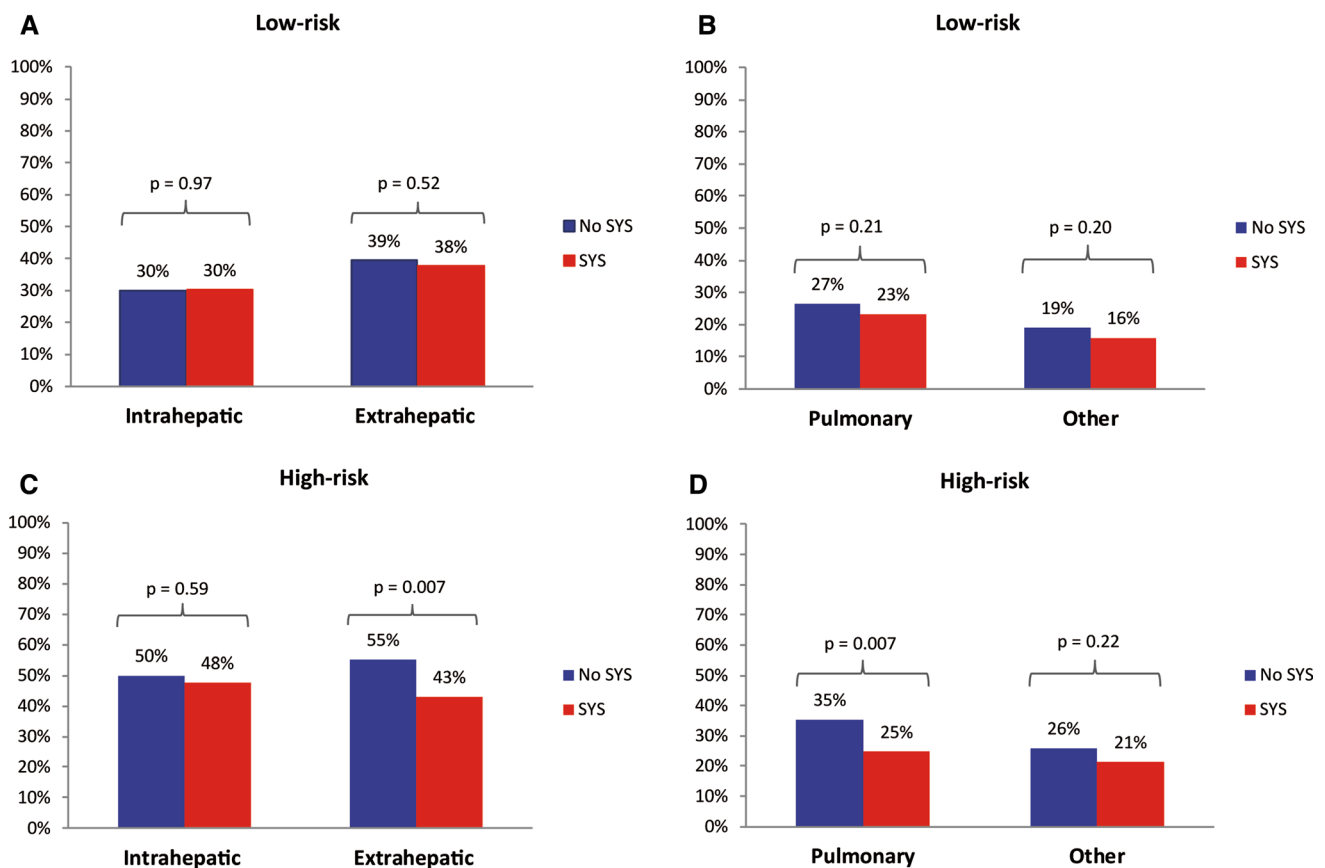 A
Low-risk
100%
90%
80%
70%
60%
50%
40%
30%
20%
10%
0%
p = 0.97
p = 0.52
30%
30%
39%
38%
Intrahepatic
Extrahepatic
No SYS
SYS
B
Low-risk
100%
90%
80%
70%
60%
50%
40%
30%
20%
10%
0%
p = 0.21
p = 0.20
27%
23%
19%
16%
Pulmonary
Other
No SYS
SYS
C
High-risk
100%
90%
80%
70%
60%
50%
40%
30%
20%
10%
0%
p = 0.59
p = 0.007
50%
48%
55%
43%
Intrahepatic
Extrahepatic
No SYS
SYS
D
High-risk
100%
90%
80%
70%
60%
50%
40%
30%
20%
10%
0%
p = 0.007
p = 0.22
35%
25%
26%
21%
Pulmonary
Other
No SYS
SYS